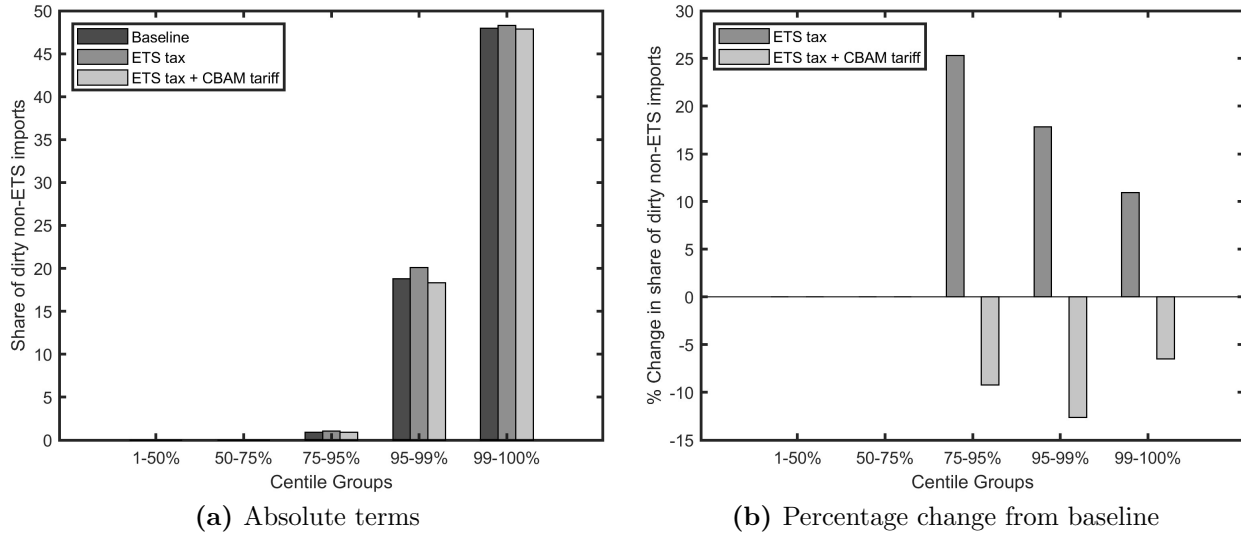 Share of dirty non-ETS imports
50
45
40
35
30
25
20
15
10
5
0
Baseline
ETS tax
ETS tax + CBAM tariff
1-50%
50-75%
75-95%
95-99%
99-100%
Centile Groups
(a) Absolute terms
% Change in share of dirty non-ETS imports
30
25
20
15
10
5
0
-5
-10
-15
ETS tax
ETS tax + CBAM tariff
1-50%
50-75%
75-95%
95-99%
99-100%
Centile Groups
(b) Percentage change from baseline